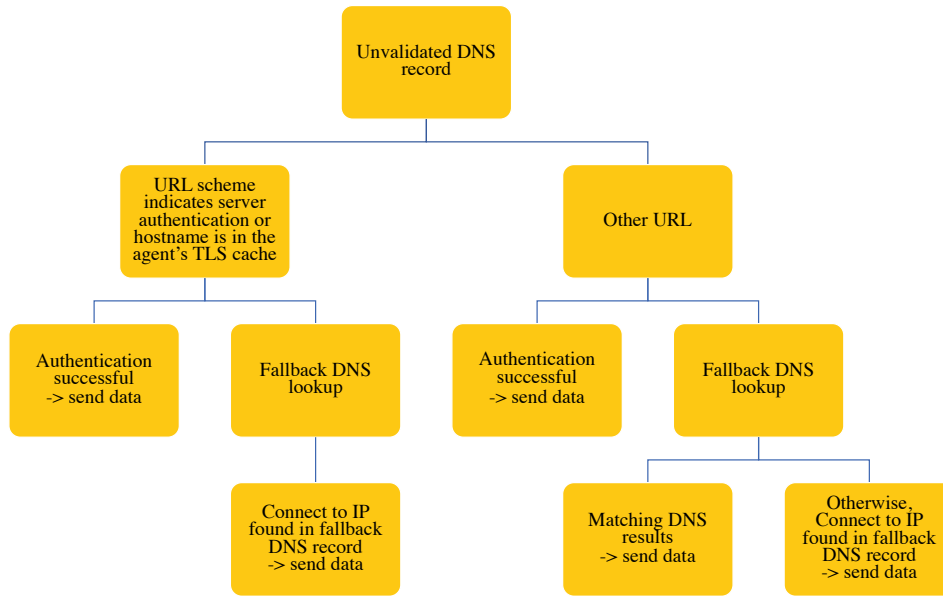 Unvalidated DNS
record
URL scheme
indicates server
authentication or
hostname is in the
agent’s TLS cache
Other URL
Authentication
successful
-> send data
Fallback DNS
lookup
Authentication
successful
-> send data
Fallback DNS
lookup
Connect to IP
found in fallback
DNS record
-> send data
Matching DNS
results
-> send data
Otherwise,
Connect to IP
found in fallback
DNS record
-> send data